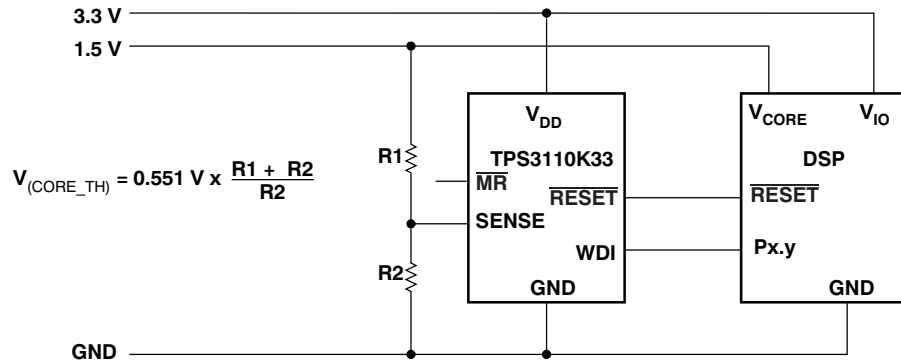 3.3 V
1.5 V
V(CORE_TH) = 0.551 V x R1 + R2
R2
R1
R2
VDD
TPS3110K33
MR
RESET
SENSE
WDI
GND
VCORE VIO
DSP
RESET
Px.y
GND